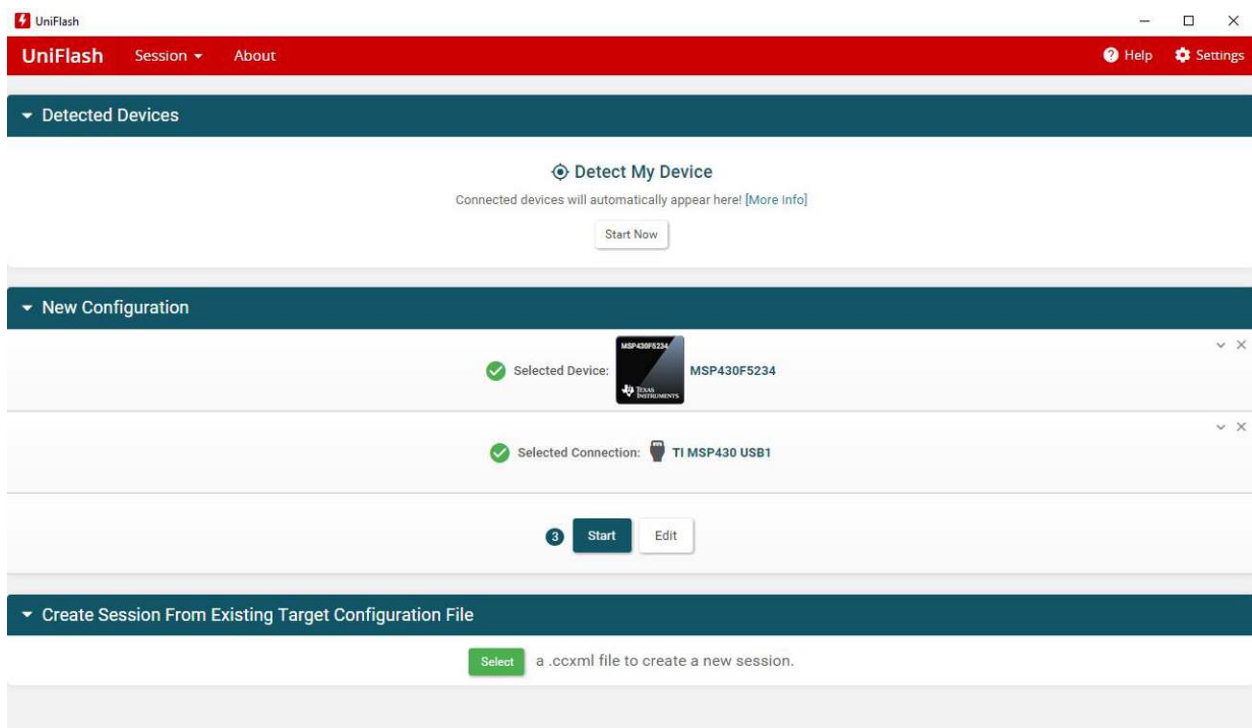 UniFlash
UniFlash Session About Help Settings
Detected Devices
Detect My Device
Connected devices will automatically appear here! [More Info]
Start Now
New Configuration
MSP430F5234
Selected Device: MSP430F5234
TEXAS
INSTRUMENTS
Selected Connection: TI MSP430 USB1
3 Start Edit
Create Session From Existing Target Configuration File
Select a .ccxml file to create a new session.